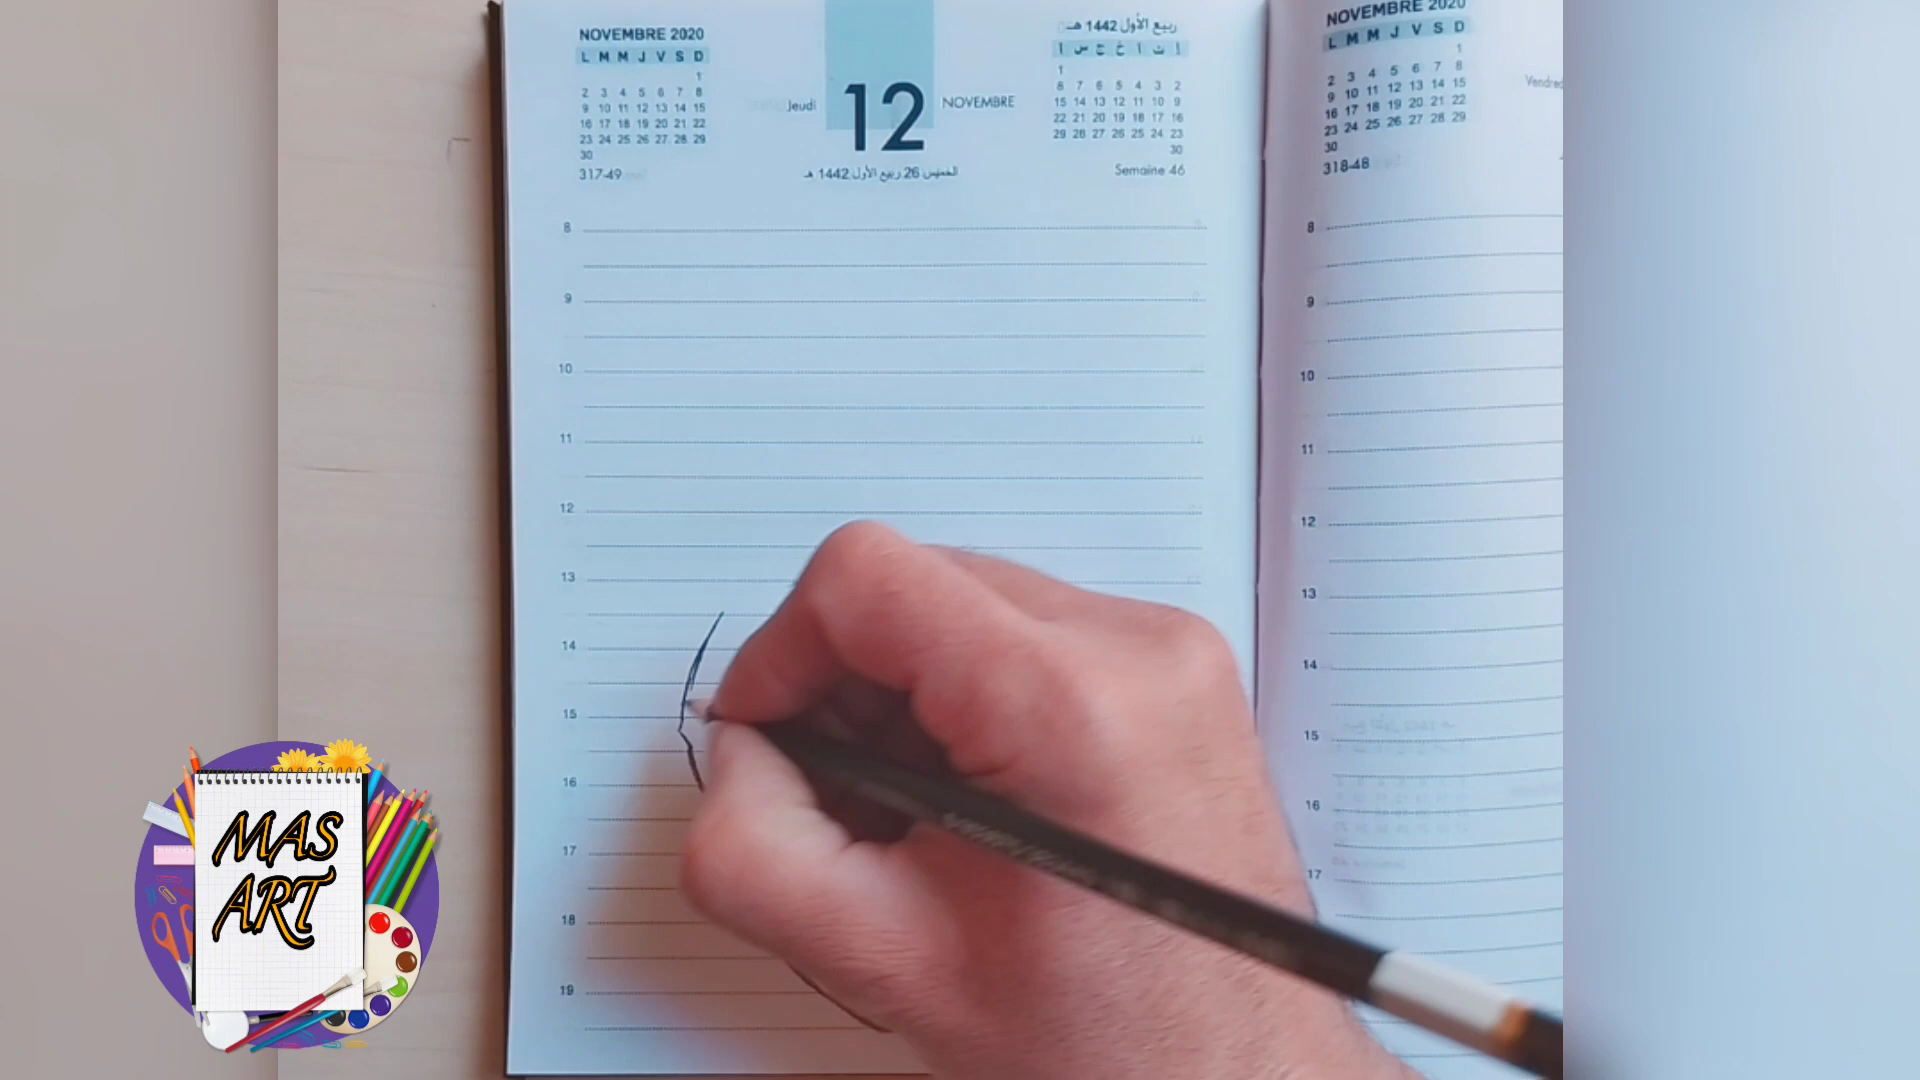 NOVEMBRE 2020
L M M J V S D
1
2 3 4 5 6 7 8
9 10 11 12 13 14 15
16 17 18 19 20 21 22
23 24 25 26 27 28 29
30
317-49
Jeudi 12 NOVEMBRE
الخميس 26 ربيع الأول 1442 هـ
ربيع الأول 1442 هـ
إ ث ا خ ج س ا
1
8 7 6 5 4 3 2
15 14 13 12 11 10 9
22 21 20 19 18 17 16
29 28 27 26 25 24 23
30
Semaine 46
8
9
10
11
12
13
14
15
16
17
18
19
NOVEMBRE 2020
L M M J V S D
1
2 3 4 5 6 7 8
9 10 11 12 13 14 15
16 17 18 19 20 21 22
23 24 25 26 27 28 29
30
318-48
8
9
10
11
12
13
14
15
16
17
MAS
ART